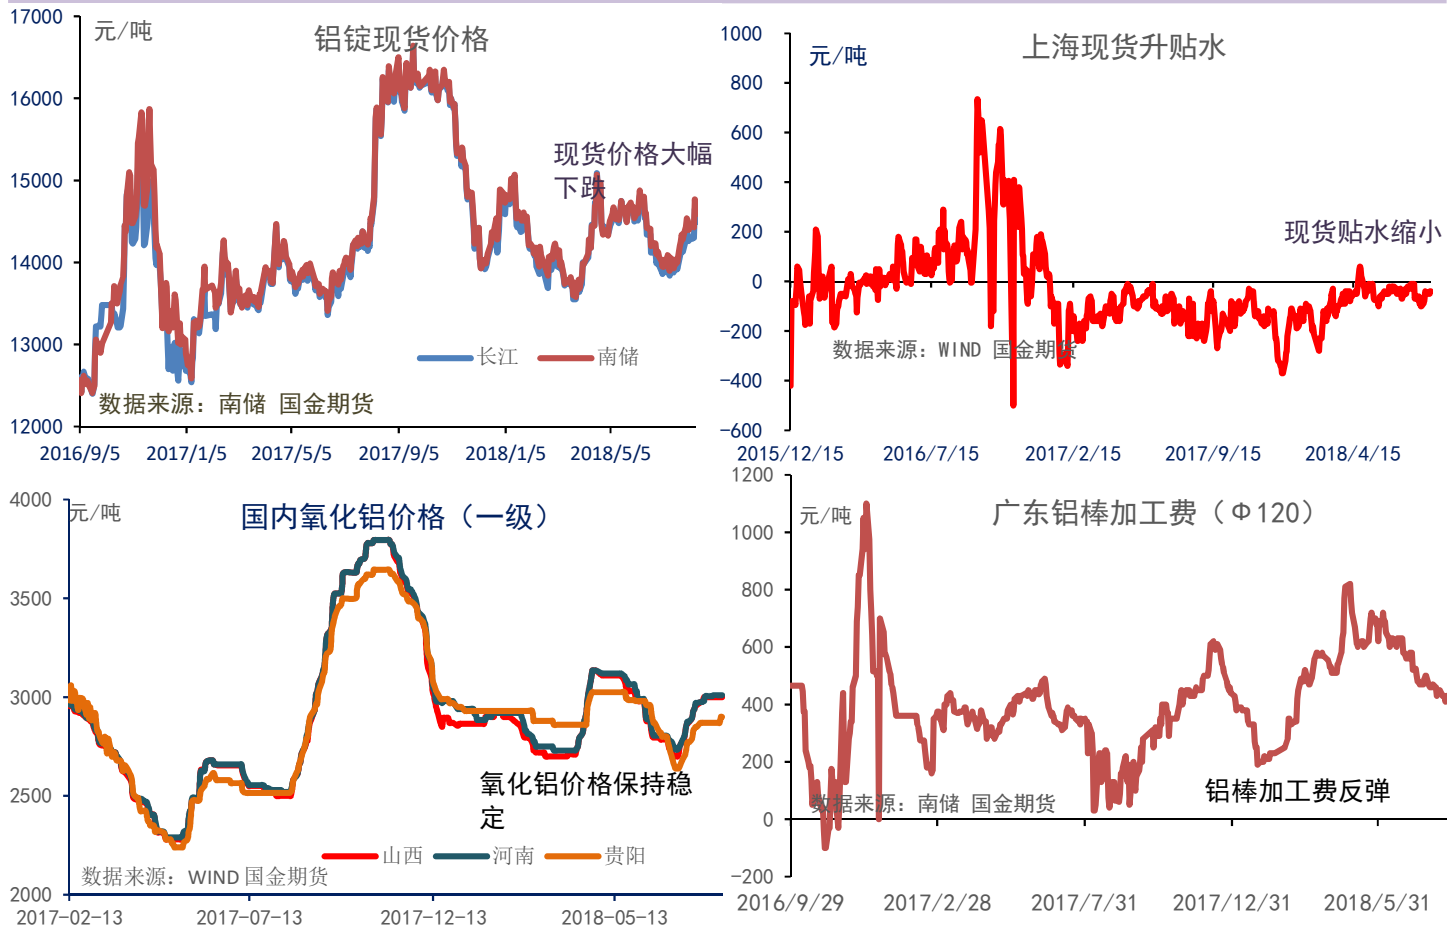 铝锭现货价格
元/吨
17000
16000
15000
14000
13000
12000
现货价格大幅
下跌
长江
南储
数据来源：南储 国金期货
2016/9/5
2017/1/5
2017/5/5
2017/9/5
2018/1/5
2018/5/5
上海现货升贴水
元/吨
1000
800
600
400
200
0
-200
-400
-600
现货贴水缩小
数据来源：WIND 国金期货
2015/12/15
2016/7/15
2017/2/15
2017/9/15
2018/4/15
国内氧化铝价格（一级）
元/吨
4000
3500
3000
2500
2000
氧化铝价格保持稳
定
山西
河南
贵阳
数据来源：WIND国金期货
2017-02-13
2017-07-13
2017-12-13
2018-05-13
广东铝棒加工费（Φ120）
元/吨
1200
1000
800
600
400
200
0
-200
铝棒加工费反弹
数据来源：南储 国金期货
2016/9/29
2017/2/28
2017/7/31
2017/12/31
2018/5/31